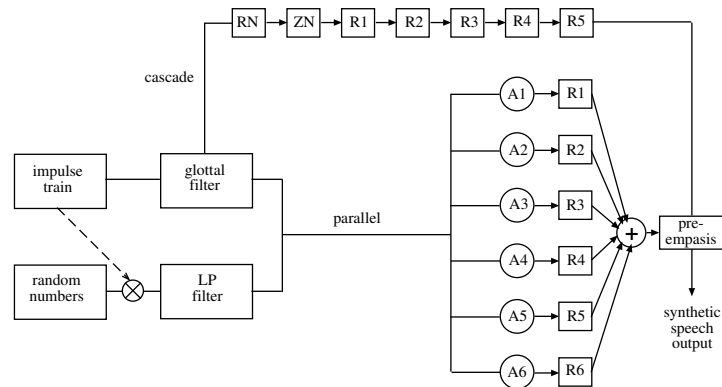 RN ZN R1 R2 R3 R4 R5
cascade
A1 R1
impulse
train
glottal
filter
A2 R2
A3 R3
parallel
+
pre-
empasis
A4 R4
random
numbers
LP
filter
A5 R5
synthetic
speech
output
A6 R6